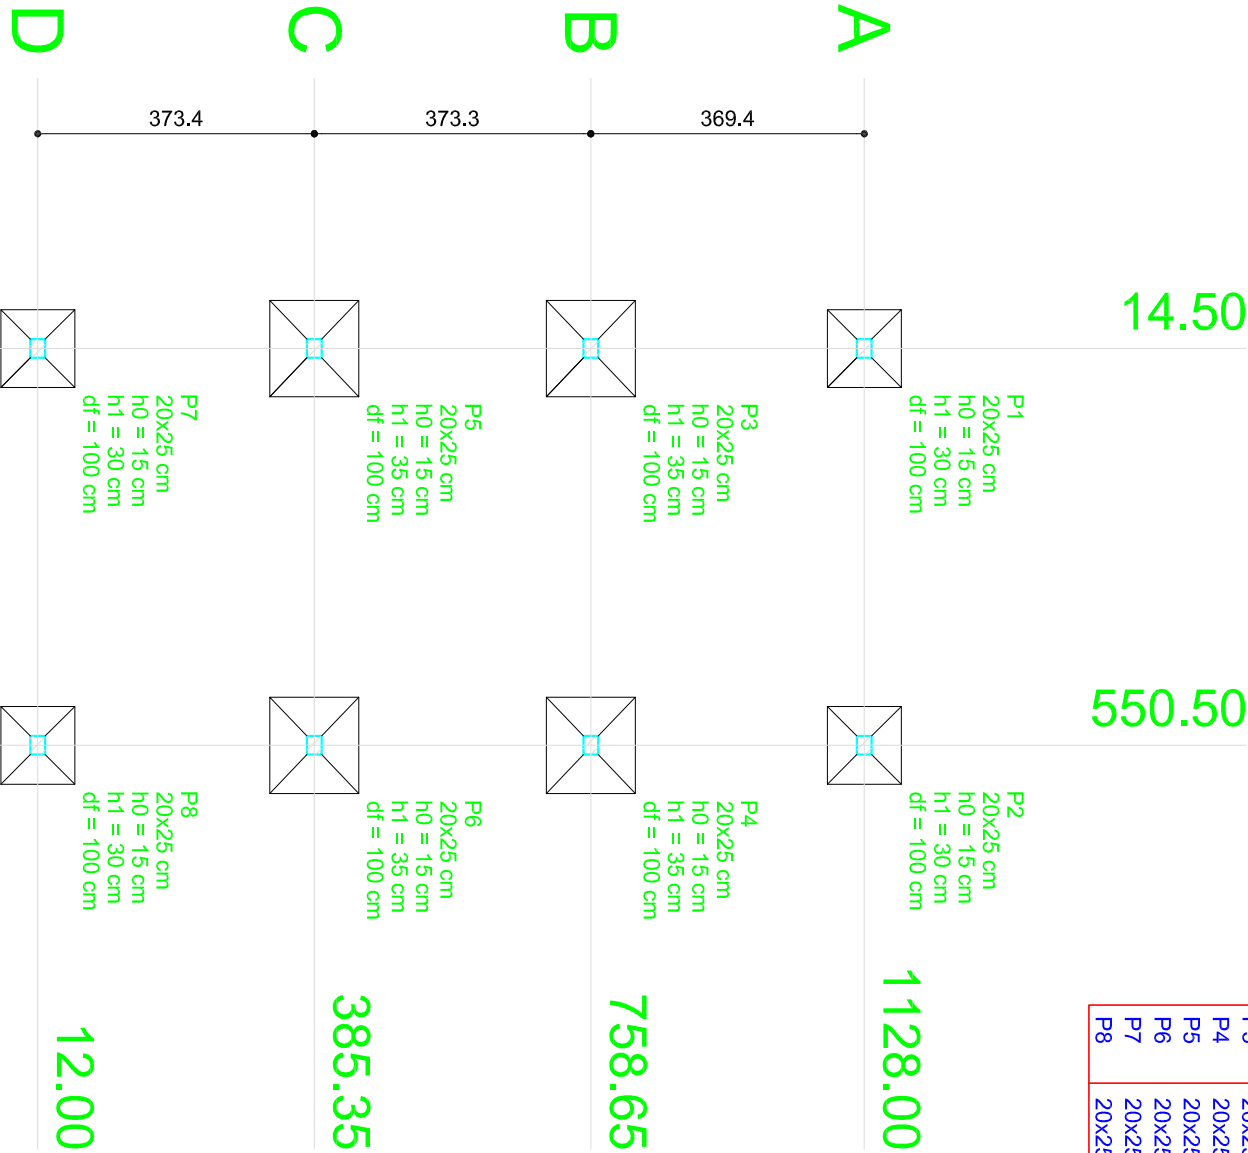 D
C
B
A
373.4
373.3
369.4
14.50
P7
20x25 cm
h0 = 15 cm
h1 = 30 cm
df = 100 cm
P5
20x25 cm
h0 = 15 cm
h1 = 35 cm
df = 100 cm
P3
20x25 cm
h0 = 15 cm
h1 = 35 cm
df = 100 cm
P1
20x25 cm
h0 = 15 cm
h1 = 30 cm
df = 100 cm
550.50
P8
20x25 cm
h0 = 15 cm
h1 = 30 cm
df = 100 cm
P6
20x25 cm
h0 = 15 cm
h1 = 35 cm
df = 100 cm
P4
20x25 cm
h0 = 15 cm
h1 = 35 cm
df = 100 cm
P2
20x25 cm
h0 = 15 cm
h1 = 30 cm
df = 100 cm
12.00
385.35
758.65
1128.00
P4 20x25
P5 20x25
P6 20x25
P7 20x25
P8 20x25